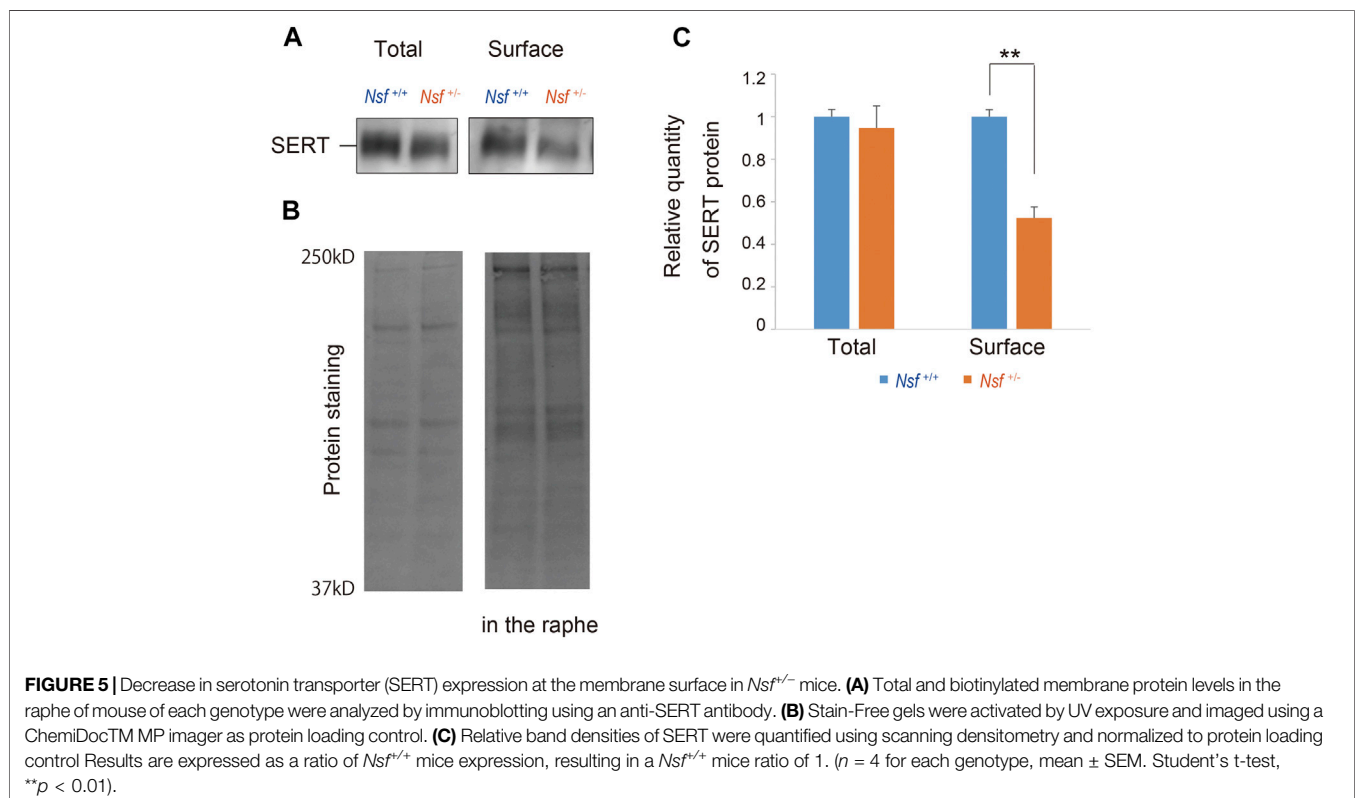 A
Total Surface
Nsf +/+ Nsf +/- Nsf +/+ Nsf +/-
SERT
B
250kD
Protein staining
37kD
in the raphe
C
**
Relative quantity
of SERT protein
1.2
1
0.8
0.6
0.4
0.2
0
Total Surface
Nsf +/+ Nsf +/-
FIGURE 5 | Decrease in serotonin transporter (SERT) expression at the membrane surface in Nsf+/− mice. (A) Total and biotinylated membrane protein levels in the
raphe of mouse of each genotype were analyzed by immunoblotting using an anti-SERT antibody. (B) Stain-Free gels were activated by UV exposure and imaged using a
ChemiDocTM MP imager as protein loading control. (C) Relative band densities of SERT were quantified using scanning densitometry and normalized to protein loading
control Results are expressed as a ratio of Nsf+/+ mice expression, resulting in a Nsf+/+ mice ratio of 1. (n = 4 for each genotype, mean ± SEM. Student’s t-test,
**p < 0.01).